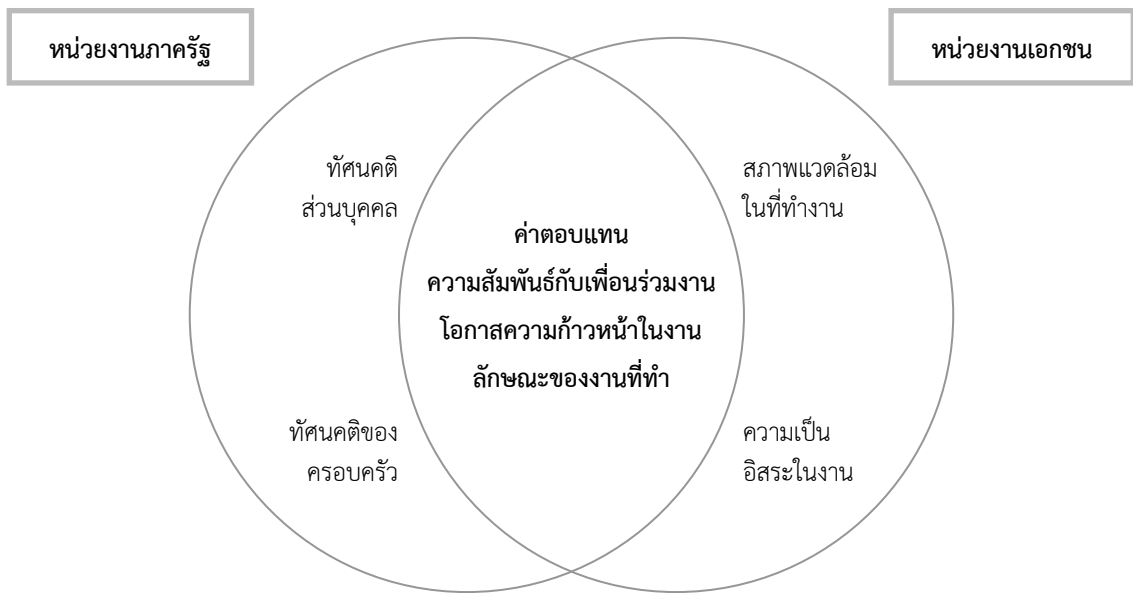 หน่วยงานภาครัฐ
หน่วยงานเอกชน
ทัศนคติ
ส่วนบุคคล
สภาพแวดล้อม
ในที่ทำงาน
ค่าตอบแทน
ความสัมพันธ์กับเพื่อนร่วมงาน
โอกาสความก้าวหน้าในงาน
ลักษณะของงานที่ทำ
ทัศนคติของ
ครอบครัว
ความเป็น
อิสระในงาน